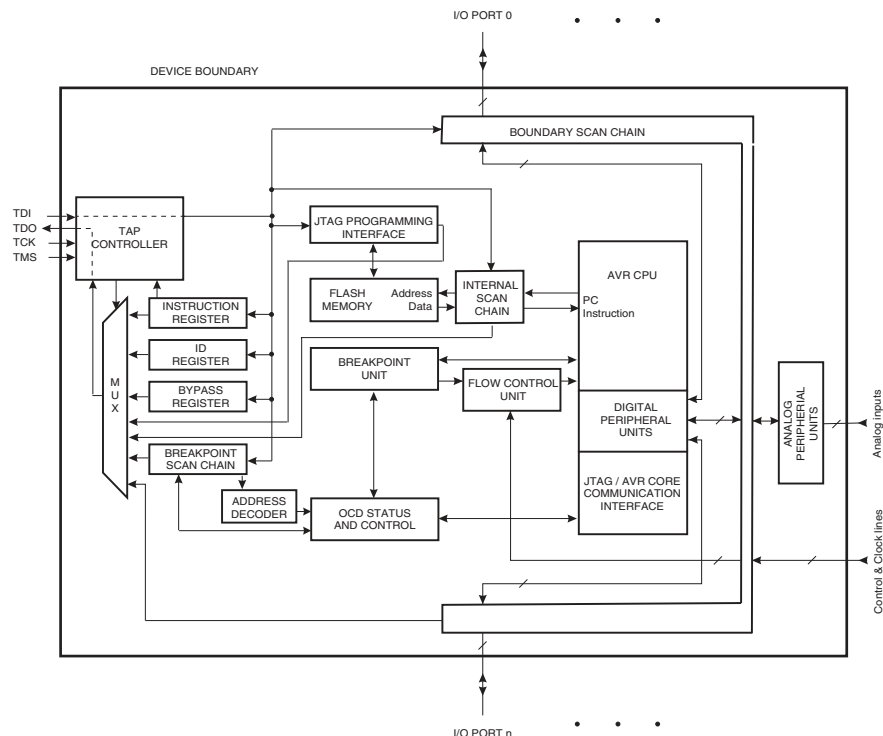 I/O PORT 0
DEVICE BOUNDARY
BOUNDARY SCAN CHAIN
TDI
TDO
TCK
TMS
TAP
CONTROLLER
JTAG PROGRAMMING
INTERFACE
AVR CPU
FLASH
MEMORY
Address
Data
INTERNAL
SCAN
CHAIN
PC
Instruction
INSTRUCTION
REGISTER
ID
REGISTER
M
U
X
BREAKPOINT
UNIT
FLOW CONTROL
UNIT
BYPASS
REGISTER
DIGITAL
PERIPHERAL
UNITS
ANALOG
PERIPHERIAL
UNITS
Analog inputs
BREAKPOINT
SCAN CHAIN
JTAG / AVR CORE
COMMUNICATION
INTERFACE
ADDRESS
DECODER
OCD STATUS
AND CONTROL
Control & Clock lines
I/O PORT n